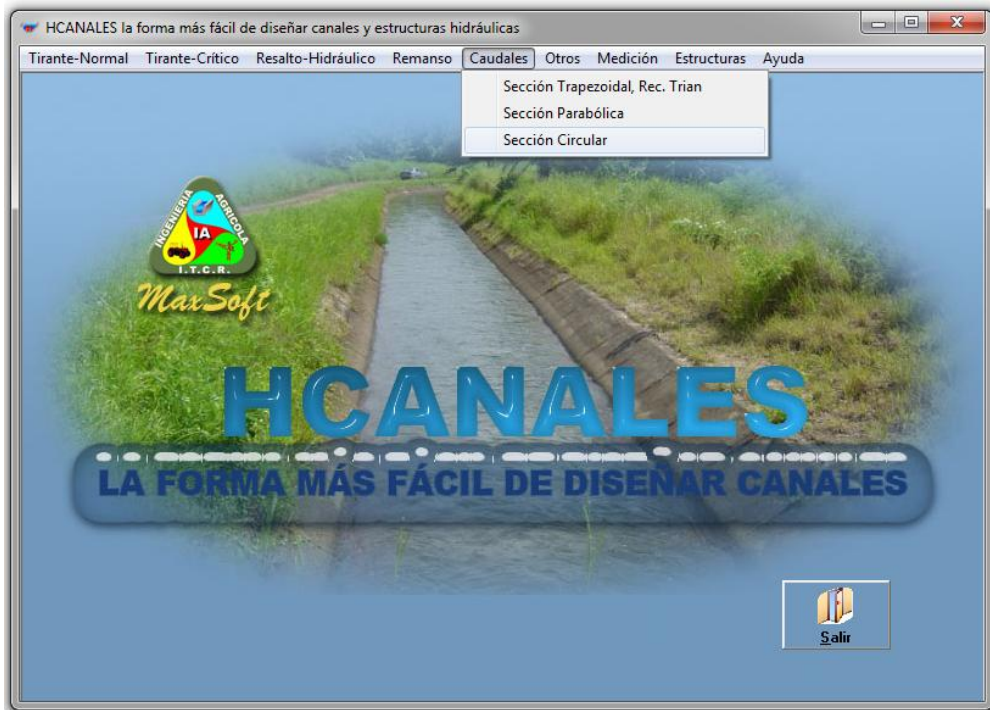 HCANALES la forma más fácil de diseñar canales y estructuras hidráulicas
Tirante-Normal Tirante-Crítico Resalto-Hidráulico Remanso Caudales Otros Medición Estructuras Ayuda
Sección Trapezoidal, Rec. Trian
Sección Parabólica
Sección Circular
INGENIERIA AGRICOLA
IA
I.T.C.R.
MaxSoft
HCANALES
LA FORMA MÁS FÁCIL DE DISEÑAR CANALES
Salir